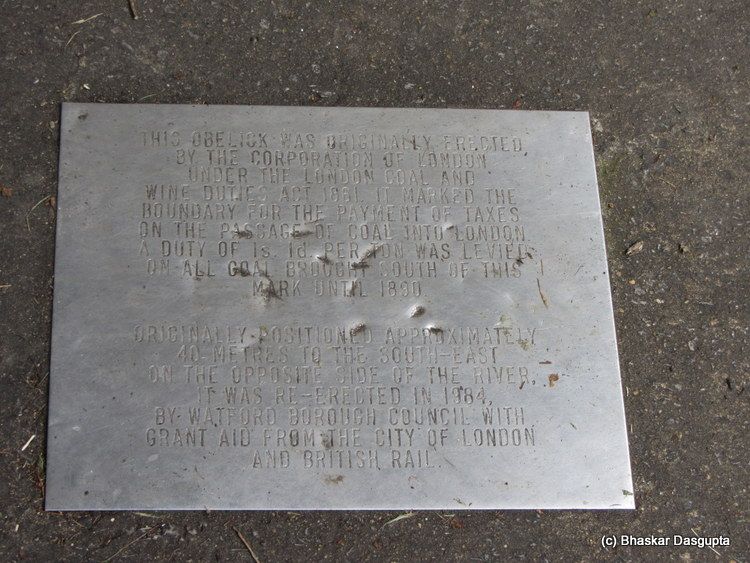 THIS OBELISK WAS ORIGINALLY ERECTED
BY THE CORPORATION OF LONDON
UNDER THE LONDON COAL AND
WINE DUTIES ACT 1861. IT MARKED THE
BOUNDARY FOR THE PAYMENT OF TAXES
ON THE PASSAGE OF COAL INTO LONDON.
A DUTY OF 1s. 1d. PER TON WAS LEVIED
ON ALL COAL BROUGHT SOUTH OF THIS
MARK UNTIL 1890.
ORIGINALLY POSITIONED APPROXIMATELY
40 METRES TO THE SOUTH-EAST
ON THE OPPOSITE SIDE OF THE RIVER,
IT WAS RE-ERECTED IN 1984,
BY WATFORD BOROUGH COUNCIL WITH
GRANT AID FROM THE CITY OF LONDON
AND BRITISH RAIL.
(c) Bhaskar Dasgupta